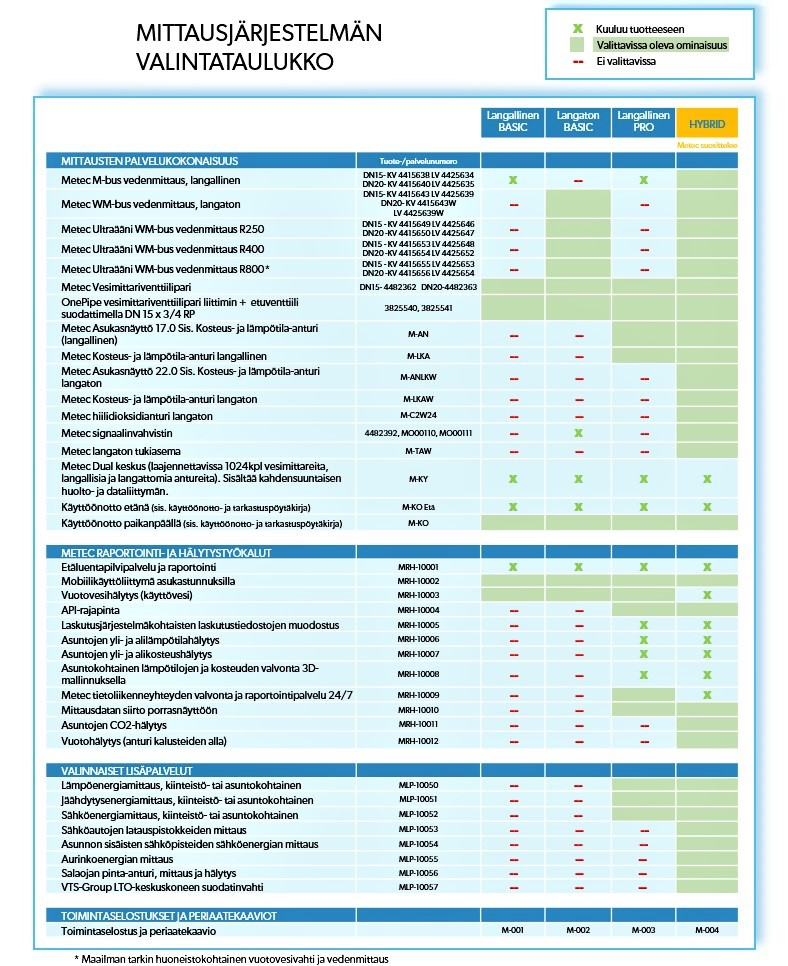 MITTAUSJÄRJESTELMÄN
VALINTATAULUKKO
X Kuuluu tuotteeseen
Valittavissa oleva ominaisuus
-- Ei valittavissa
Langallinen BASIC Langaton BASIC Langallinen PRO HYBRID
Metec suosittelee
MITTAUSTEN PALVELUKOKONAISUUS Tuote-/palvelunumero
Metec M-bus vedenmittaus, langallinen DN15- KV 4415638 LV 4425634 X -- X
DN20- KV 4415640 LV 4425635
Metec WM-bus vedenmittaus, langaton DN15- KV 4415643 LV 4425639 -- --
DN20- KV 4415643W
LV 4425639W
Metec Ultraääni WM-bus vedenmittaus R250 DN15 - KV 4415649 LV 4425646 -- --
DN20 -KV 4415650 LV 4425647
Metec Ultraääni WM-bus vedenmittaus R400 DN15 - KV 4415653 LV 4425648 -- --
DN20 -KV 4415654 LV 4425652
Metec Ultraääni WM-bus vedenmittaus R800* DN15 - KV 4415655 LV 4425653 -- --
DN20 -KV 4415656 LV 4425654
Metec Vesimittariventtiilipari DN15- 4482362 DN20-4482363
OnePipe vesimittariventtiilipari liittimin + etuventtiili 3825540, 3825541
suodattimella DN 15 x 3/4 RP
Metec Asukasnäyttö 17.0 Sis. Kosteus- ja lämpötila-anturi M-AN -- --
(langallinen)
Metec Kosteus- ja lämpötila-anturi langallinen M-LKA -- --
Metec Asukasnäyttö 22.0 Sis. Kosteus- ja lämpötila-anturi M-ANLKW -- -- --
langaton
Metec Kosteus- ja lämpötila-anturi langaton M-LKAW -- -- --
Metec hiilidioksidianturi langaton M-C2W24 -- -- --
Metec signaalinvahvistin 4482392, MO00110, MO00111 -- X --
Metec langaton tukiasema M-TAW -- -- --
Metec Dual keskus (laajennettavissa 1024kpl vesimittareita, M-KY X X X X
langallisia ja langattomia antureita). Sisältää kahdensuuntaisen
huolto- ja dataliittymän.
Käyttöönotto etänä (sis. käyttöönotto- ja tarkastuspöytäkirja) M-KO Etä X X X X
Käyttöönotto paikanpäällä (sis. käyttöönotto- ja tarkastuspöytäkirja) M-KO
METEC RAPORTOINTI- JA HÄLYTYSTYÖKALUT
Etäluentapilvipalvelu ja raportointi MRH-10001 X X X X
Mobiilikäyttöliittymä asukastunnuksilla MRH-10002
Vuotovesihälytys (käyttövesi) MRH-10003 X
API-rajapinta MRH-10004 -- --
Laskutusjärjestelmäkohtaisten laskutustiedostojen muodostus MRH-10005 -- -- X X
Asuntojen yli- ja alilämpötilahälytys MRH-10006 -- -- X X
Asuntojen yli- ja alikosteushälytys MRH-10007 -- -- X X
Asuntokohtainen lämpötilojen ja kosteuden valvonta 3D- MRH-10008 -- -- X X
mallinnuksella
Metec tietoliikenneyhteyden valvonta ja raportointipalvelu 24/7 MRH-10009 -- -- X
Mittausdatan siirto porrasnäyttöön MRH-10010 -- --
Asuntojen CO2-hälytys MRH-10011 -- -- --
Vuotohälytys (anturi kalusteiden alla) MRH-10012 -- -- --
VALINNAISET LISÄPALVELUT
Lämpöenergiamittaus, kiinteistö- tai asuntokohtainen MLP-10050 -- --
Jäähdytysenergiamittaus, kiinteistö- tai asuntokohtainen MLP-10051 -- --
Sähköenergiamittaus, kiinteistö- tai asuntokohtainen MLP-10052 -- --
Sähköautojen latauspistokkeiden mittaus MLP-10053 -- -- --
Asunnon sisäisten sähköpisteiden sähköenergian mittaus MLP-10054 -- -- --
Aurinkoenergian mittaus MLP-10055 -- -- --
Salaojan pinta-anturi, mittaus ja hälytys MLP-10056 -- -- --
VTS-Group LTO-keskuskoneen suodatinvahti MLP-10057 -- -- --
TOIMINTASELOSTUKSET JA PERIAATEKAAVIOT
Toimintaselostus ja periaatekaavio M-001 M-002 M-003 M-004
* Maailman tarkin huoneistokohtainen vuotovesivahti ja vedenmittaus